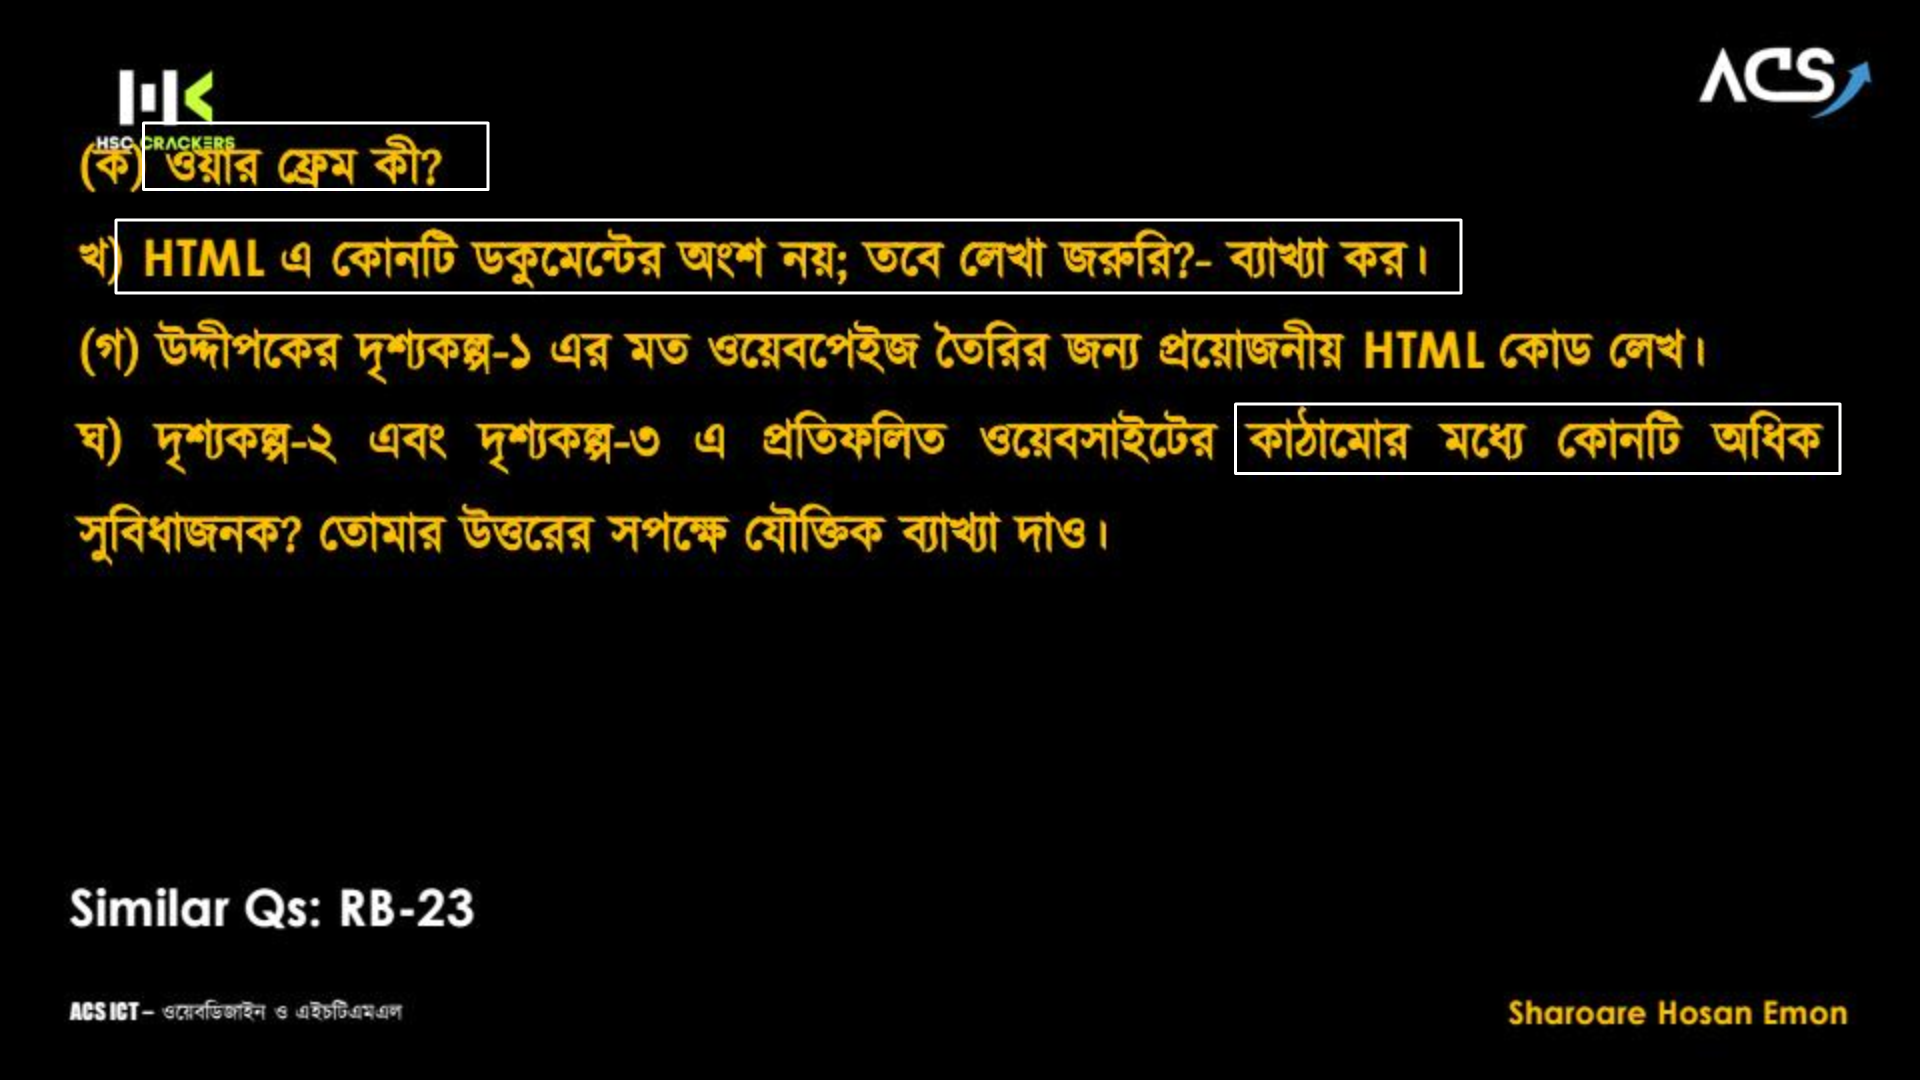 ACS
HSC CRACKERS
(ক) ওয়ার ফ্রেম কী?
খ) HTML এ কোনটি ডকুমেন্টের অংশ নয়; তবে লেখা জরুরি?- ব্যাখ্যা কর।
(গ) উদ্দীপকের দৃশ্যকল্প-১ এর মত ওয়েবপেইজ তৈরির জন্য প্রয়োজনীয় HTML কোড লেখ।
ঘ) দৃশ্যকল্প-২ এবং দৃশ্যকল্প-৩ এ প্রতিফলিত ওয়েবসাইটের কাঠামোর মধ্যে কোনটি অধিক
সুবিধাজনক? তোমার উত্তরের সপক্ষে যৌক্তিক ব্যাখ্যা দাও।
Similar Qs: RB-23
ACS ICT – ওয়েবডিজাইন ও এইচটিএমএল
Sharoare Hosan Emon